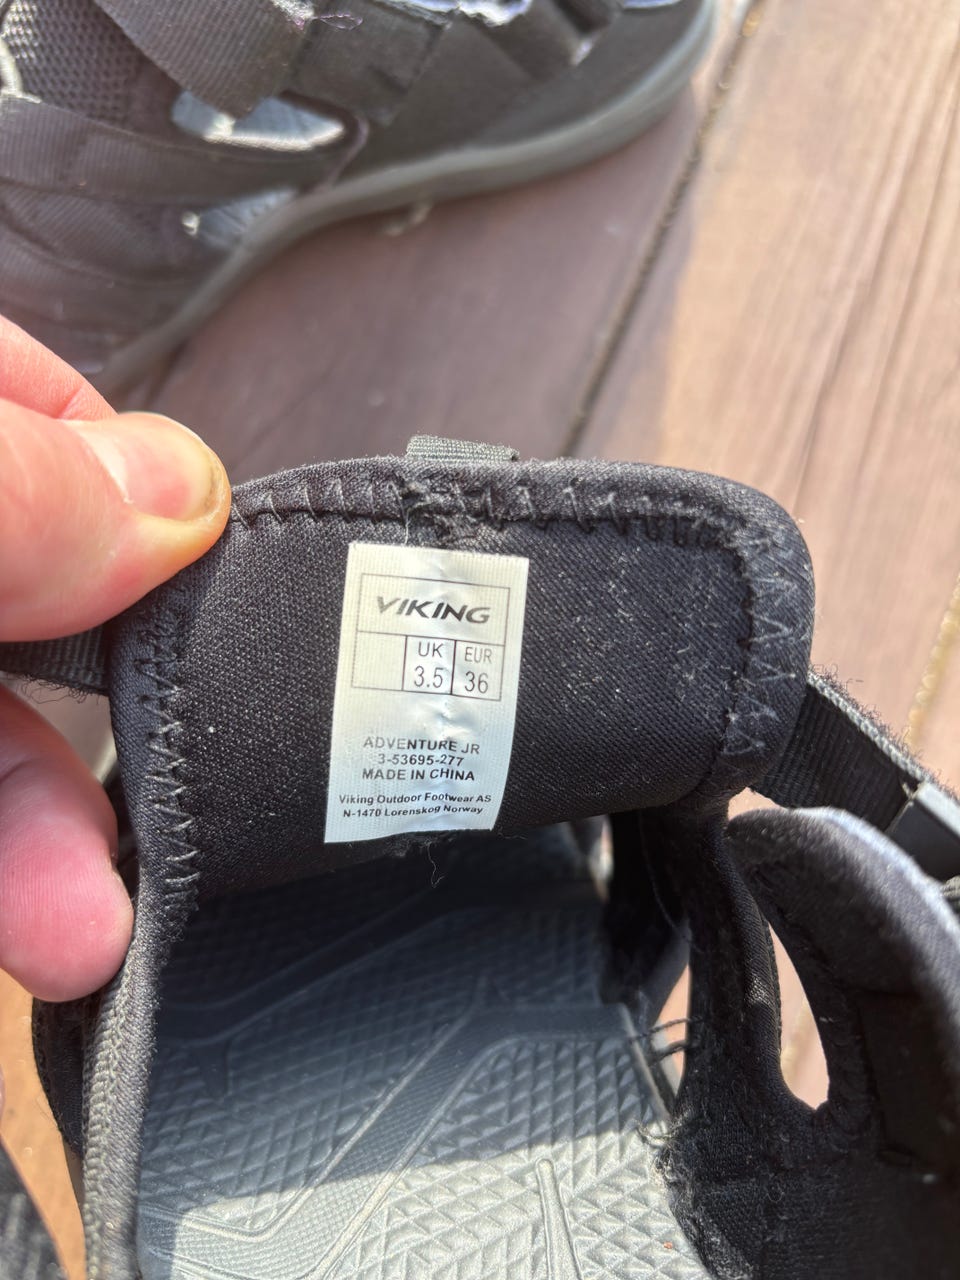 VIKING
UK EUR
3.5 36
ADVENTURE JR
3-53695-277
MADE IN CHINA
Viking Outdoor Footwear AS
N-1470 Lorenskog Norway